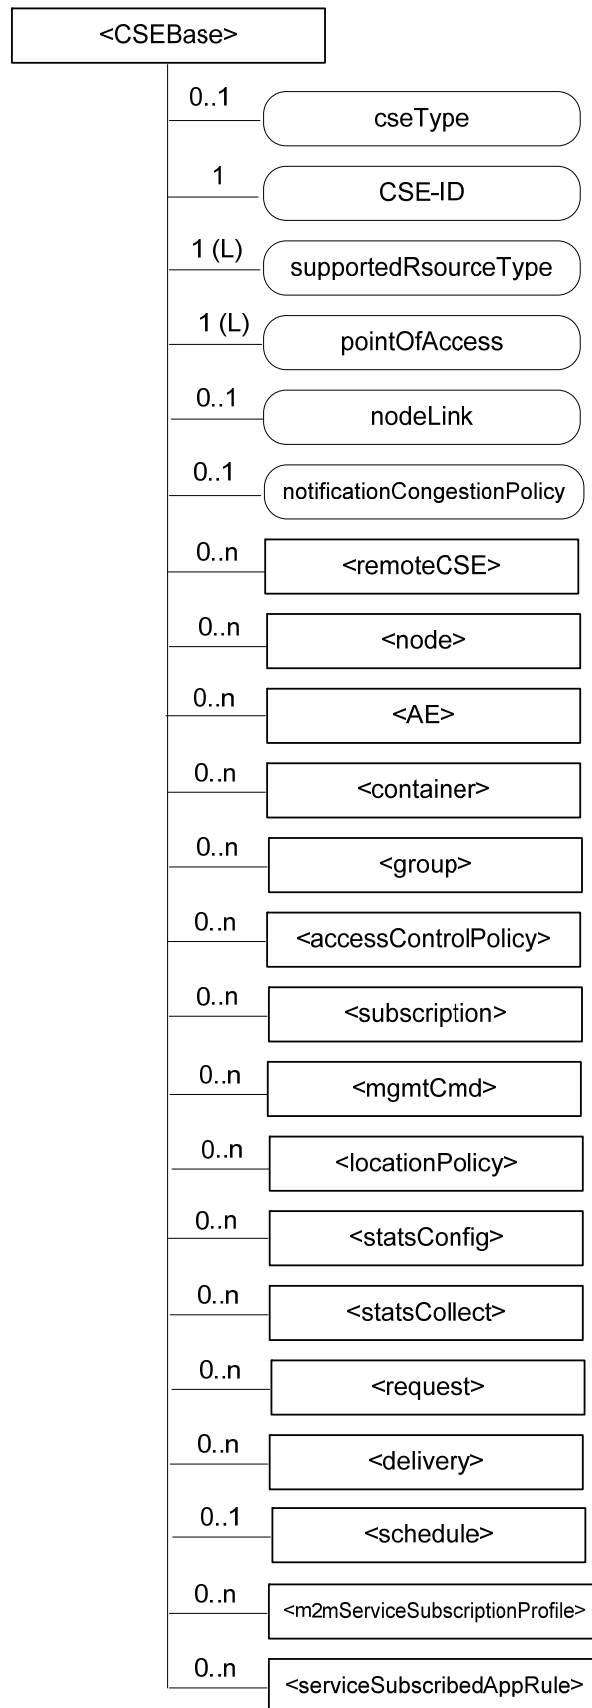 <CSEBase>
0..1
cseType
1
CSE-ID
1 (L)
supportedRsourceType
1 (L)
pointOfAccess
0..1
nodeLink
0..1
notificationCongestionPolicy
0..n
<remoteCSE>
0..n
<node>
0..n
<AE>
0..n
<container>
0..n
<group>
0..n
<accessControlPolicy>
0..n
<subscription>
0..n
<mgmtCmd>
0..n
<locationPolicy>
0..n
<statsConfig>
0..n
<statsCollect>
0..n
<request>
0..n
<delivery>
0..1
<schedule>
0..n
<m2mServiceSubscriptionProfile>
0..n
<serviceSubscribedAppRule>